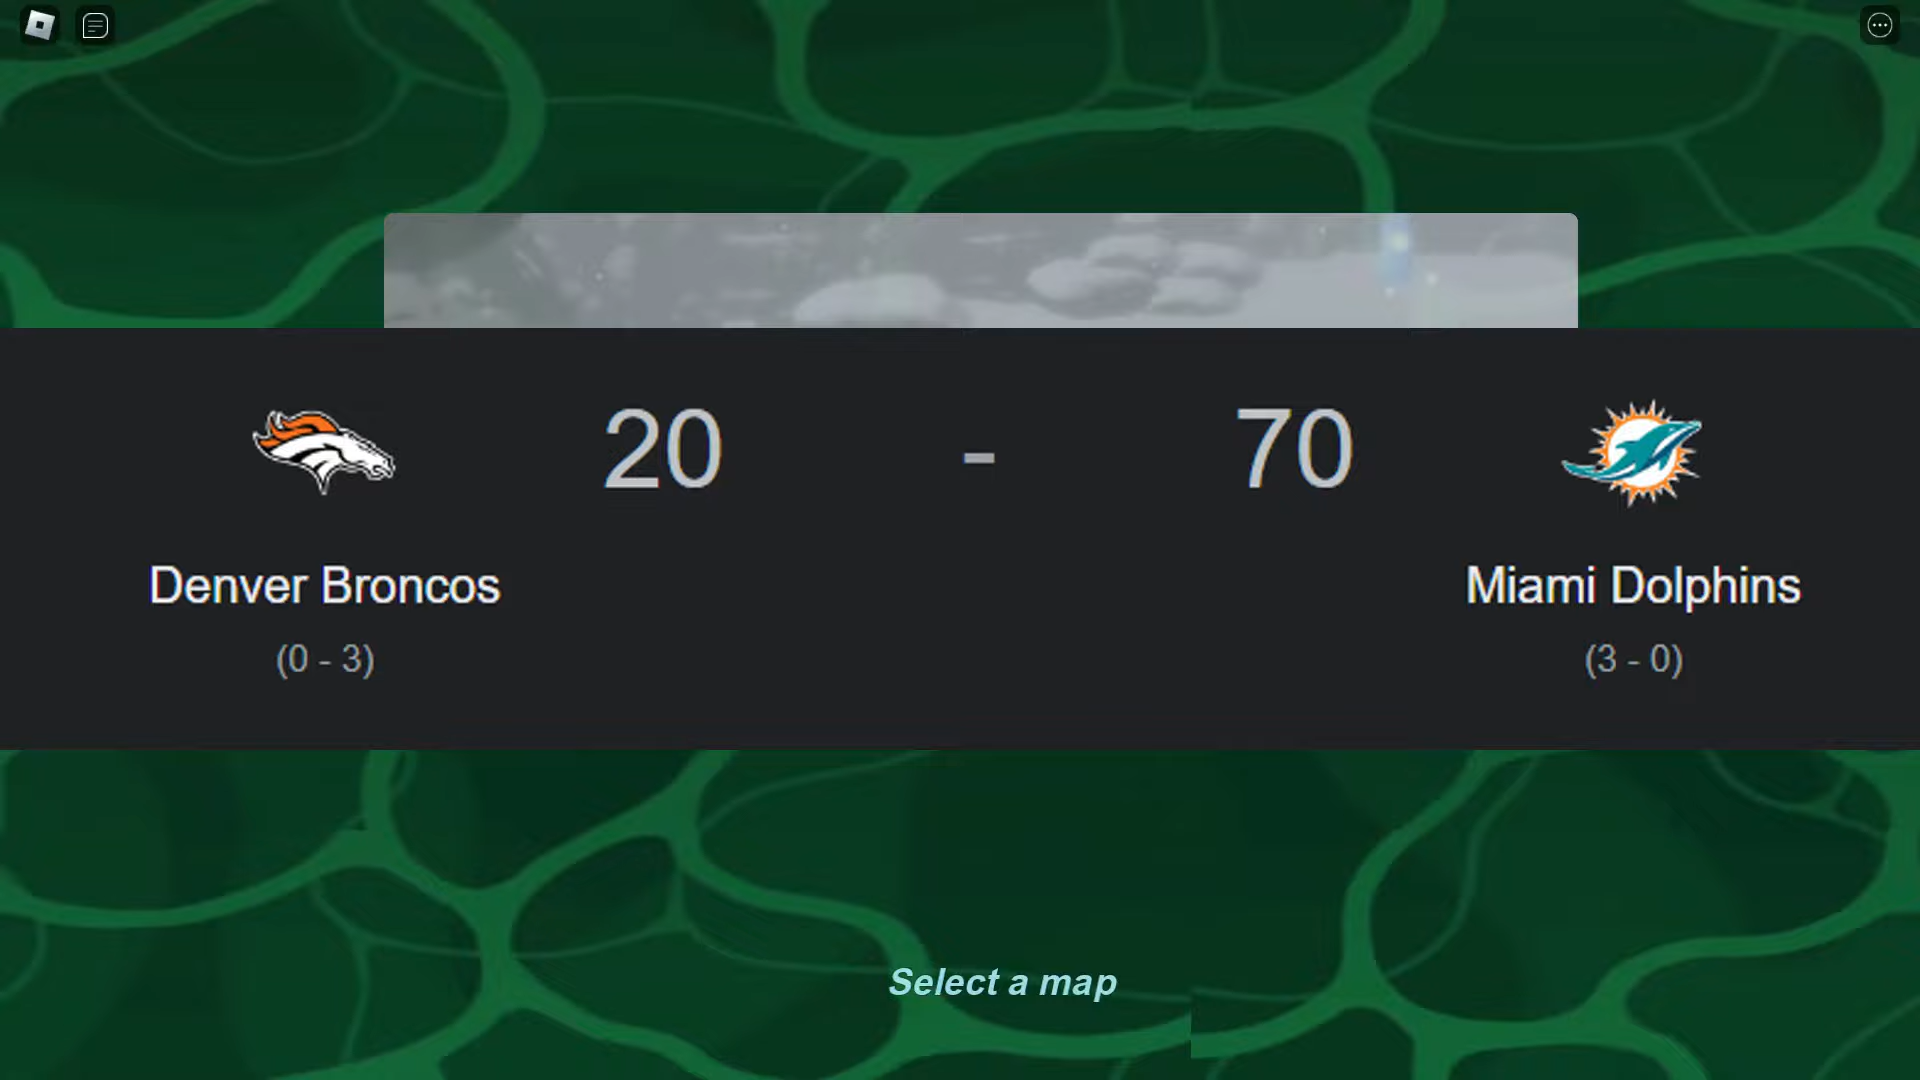 20 - 70
Denver Broncos
(0 - 3)
Miami Dolphins
(3 - 0)
Select a map